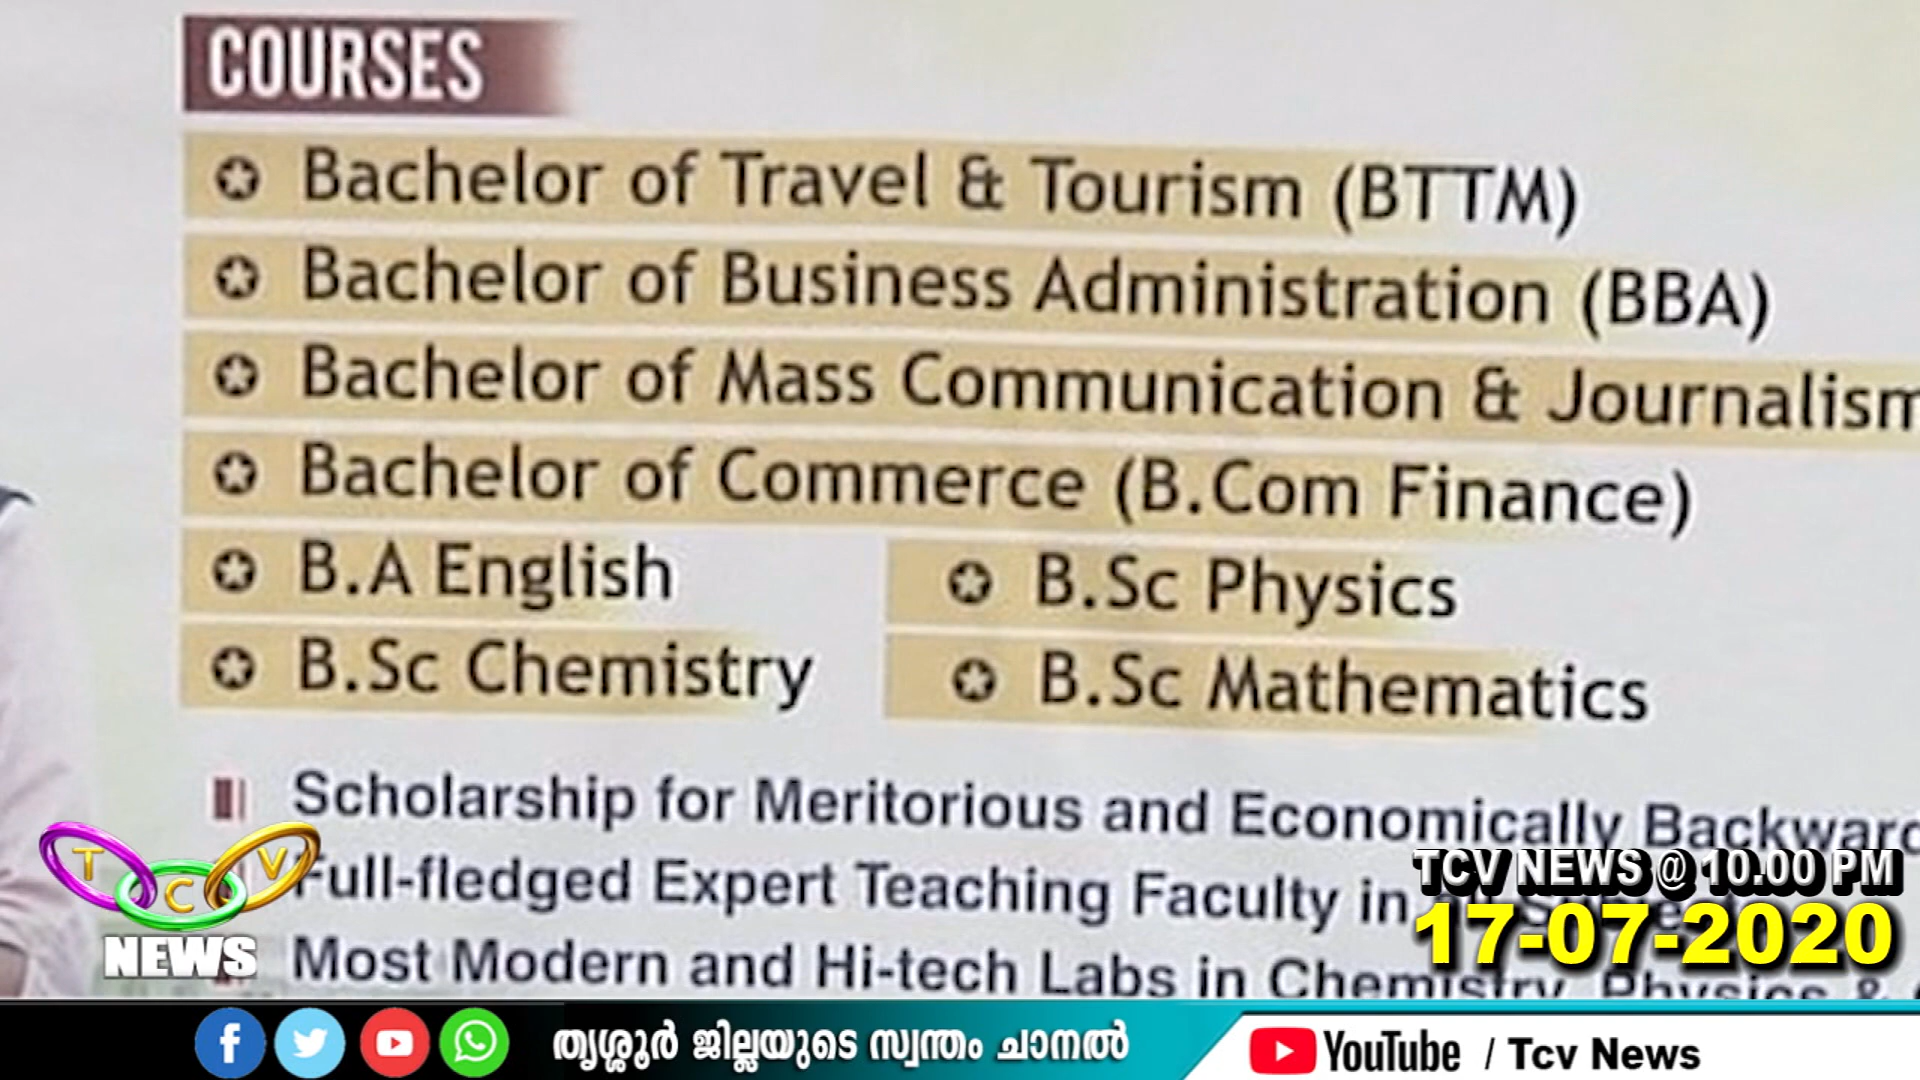 COURSES
Bachelor of Travel & Tourism (BTTM)
Bachelor of Business Administration (BBA)
Bachelor of Mass Communication & Journalism
Bachelor of Commerce (B.Com Finance)
B.A English
B.Sc Physics
B.Sc Chemistry
B.Sc Mathematics
Scholarship for Meritorious and Economically Backward
Full-fledged Expert Teaching Faculty in
Most Modern and Hi-tech Labs in Chemistry, Physics &
TCV
NEWS
TCV NEWS @ 10.00 PM
17-07-2020
തൃശ്ശൂർ ജില്ലയുടെ സ്വന്തം ചാനൽ
YouTube / Tcv News